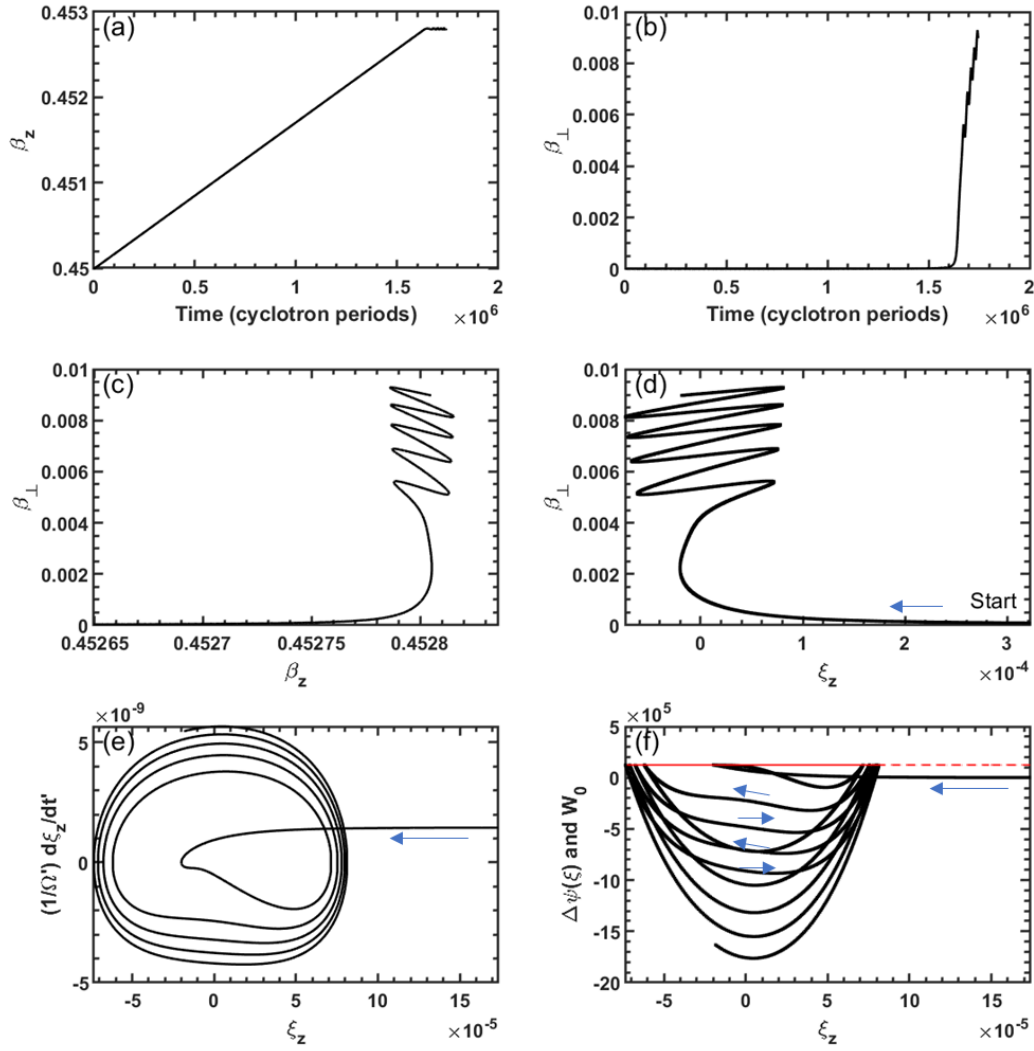 (a)
0.453
0.452
0.451
0.45
β_z
0 0.5 1 1.5 2
Time (cyclotron periods) ×10^6
(b)
0.01
0.008
0.006
0.004
0.002
0
β_⊥
0 0.5 1 1.5 2
Time (cyclotron periods) ×10^6
(c)
0.01
0.008
0.006
0.004
0.002
0
β_⊥
0.45265 0.4527 0.45275 0.4528
β_z
(d)
0.01
0.008
0.006
0.004
0.002
0
β_⊥
Start
0 1 2 3
ξ_z ×10^-4
×10^-9
(e)
5
0
-5
(1/Ω') dξ_z/dt'
-5 0 5 10 15
ξ_z ×10^-5
×10^5
(f)
5
0
-5
-10
-15
-20
Δψ(ξ) and W_0
-5 0 5 10 15
ξ_z ×10^-5